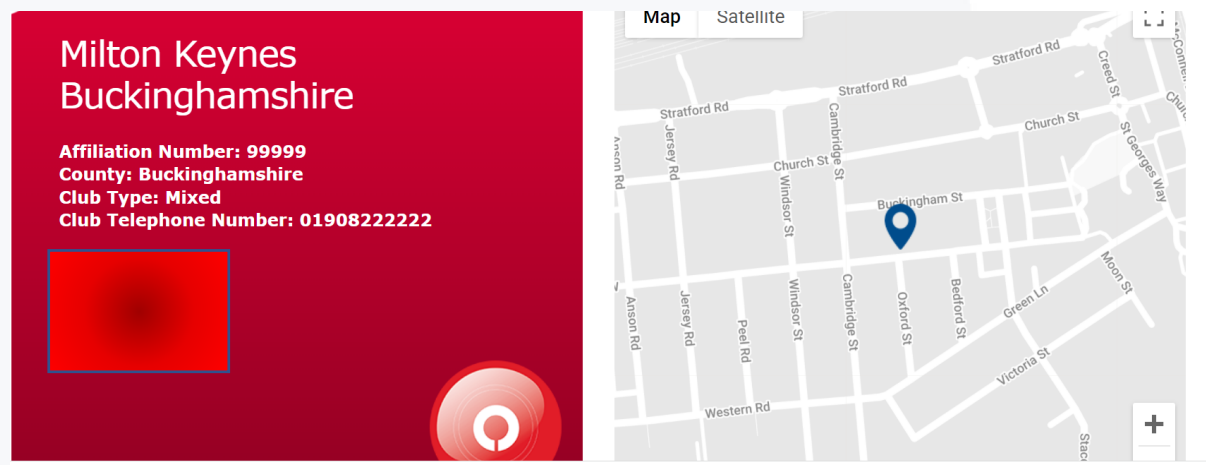 Milton Keynes
Buckinghamshire
Affiliation Number: 99999
County: Buckinghamshire
Club Type: Mixed
Club Telephone Number: 01908222222
Map
Satellite
Stratford Rd
Stratford Rd
Stratford Rd
Creed St
Church St
Church St
St Georges Way
Anson Rd
Jersey Rd
Cambridge St
Windsor St
Buckingham St
Moon St
Green Ln
Anson Rd
Jersey Rd
Peel Rd
Windsor St
Cambridge St
Oxford St
Bedford St
Victoria St
Western Rd